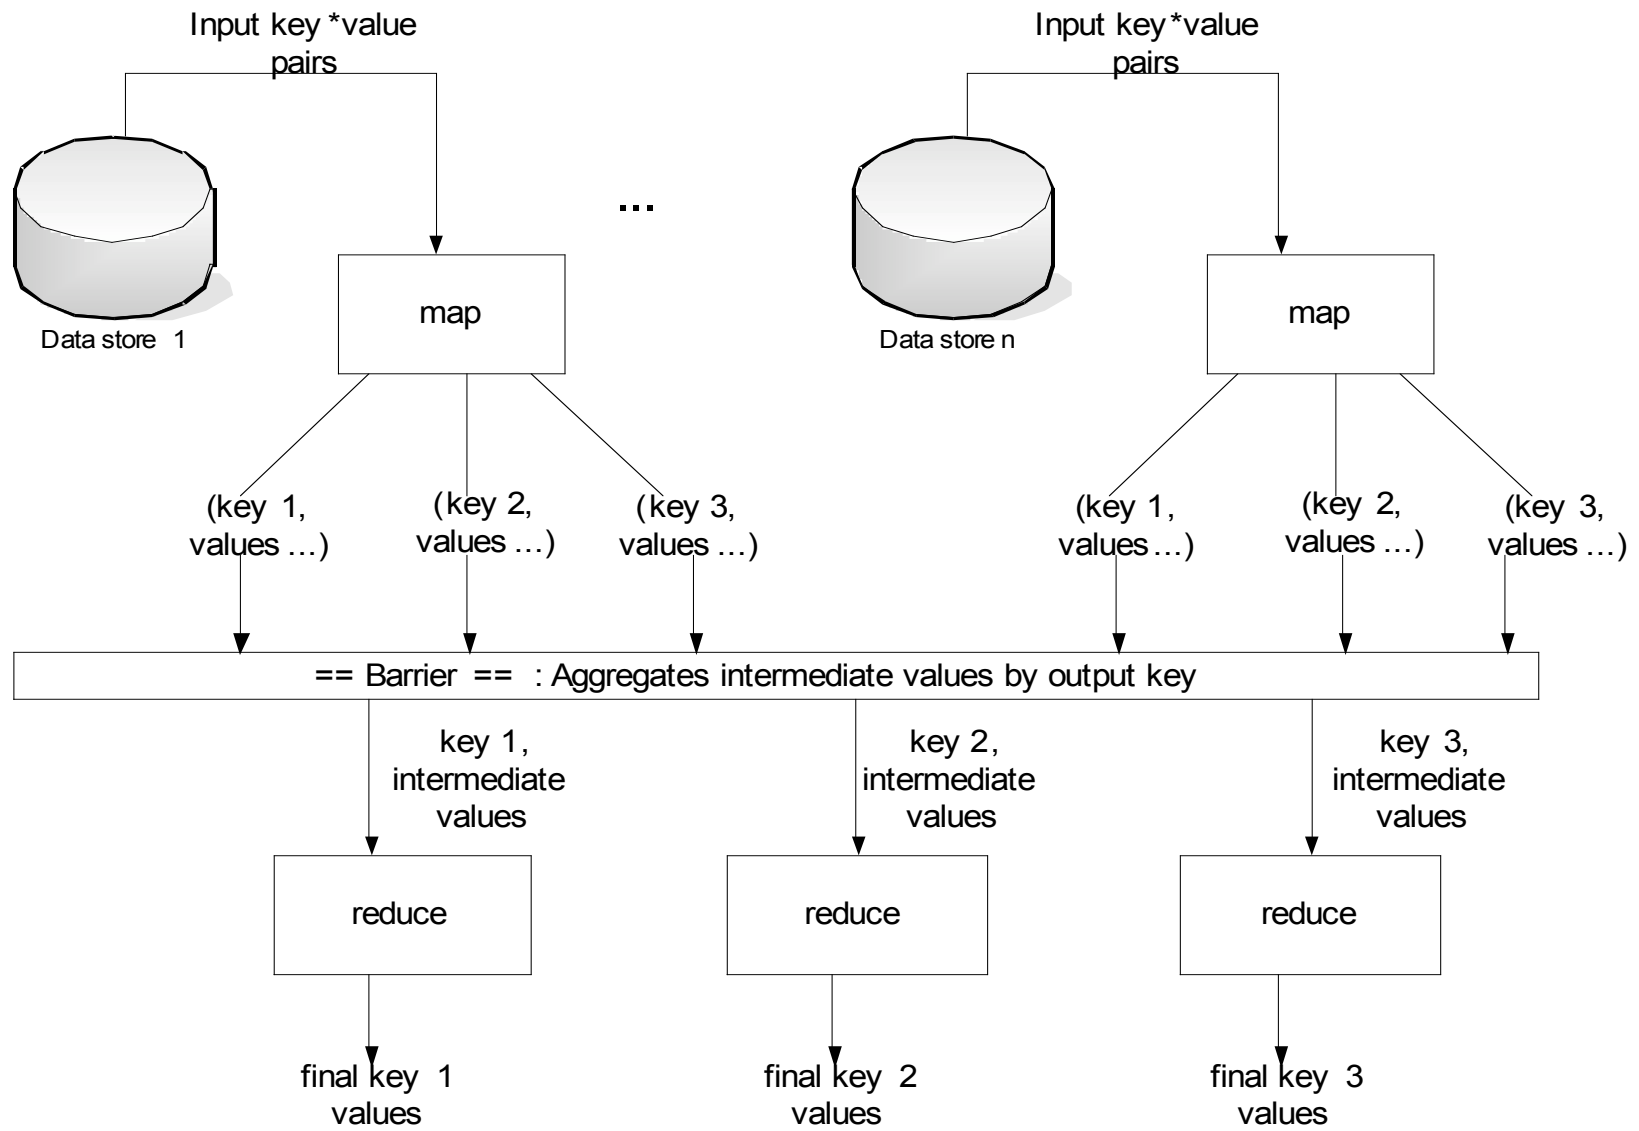 Input key *value
pairs
Input key *value
pairs
...
map
map
Data store 1
Data store n
(key 1,
values ...)
(key 2,
values ...)
(key 3,
values ...)
(key 1,
values ...)
(key 2,
values ...)
(key 3,
values ...)
== Barrier == : Aggregates intermediate values by output key
key 1,
intermediate
values
key 2,
intermediate
values
key 3,
intermediate
values
reduce
reduce
reduce
final key 1
values
final key 2
values
final key 3
values